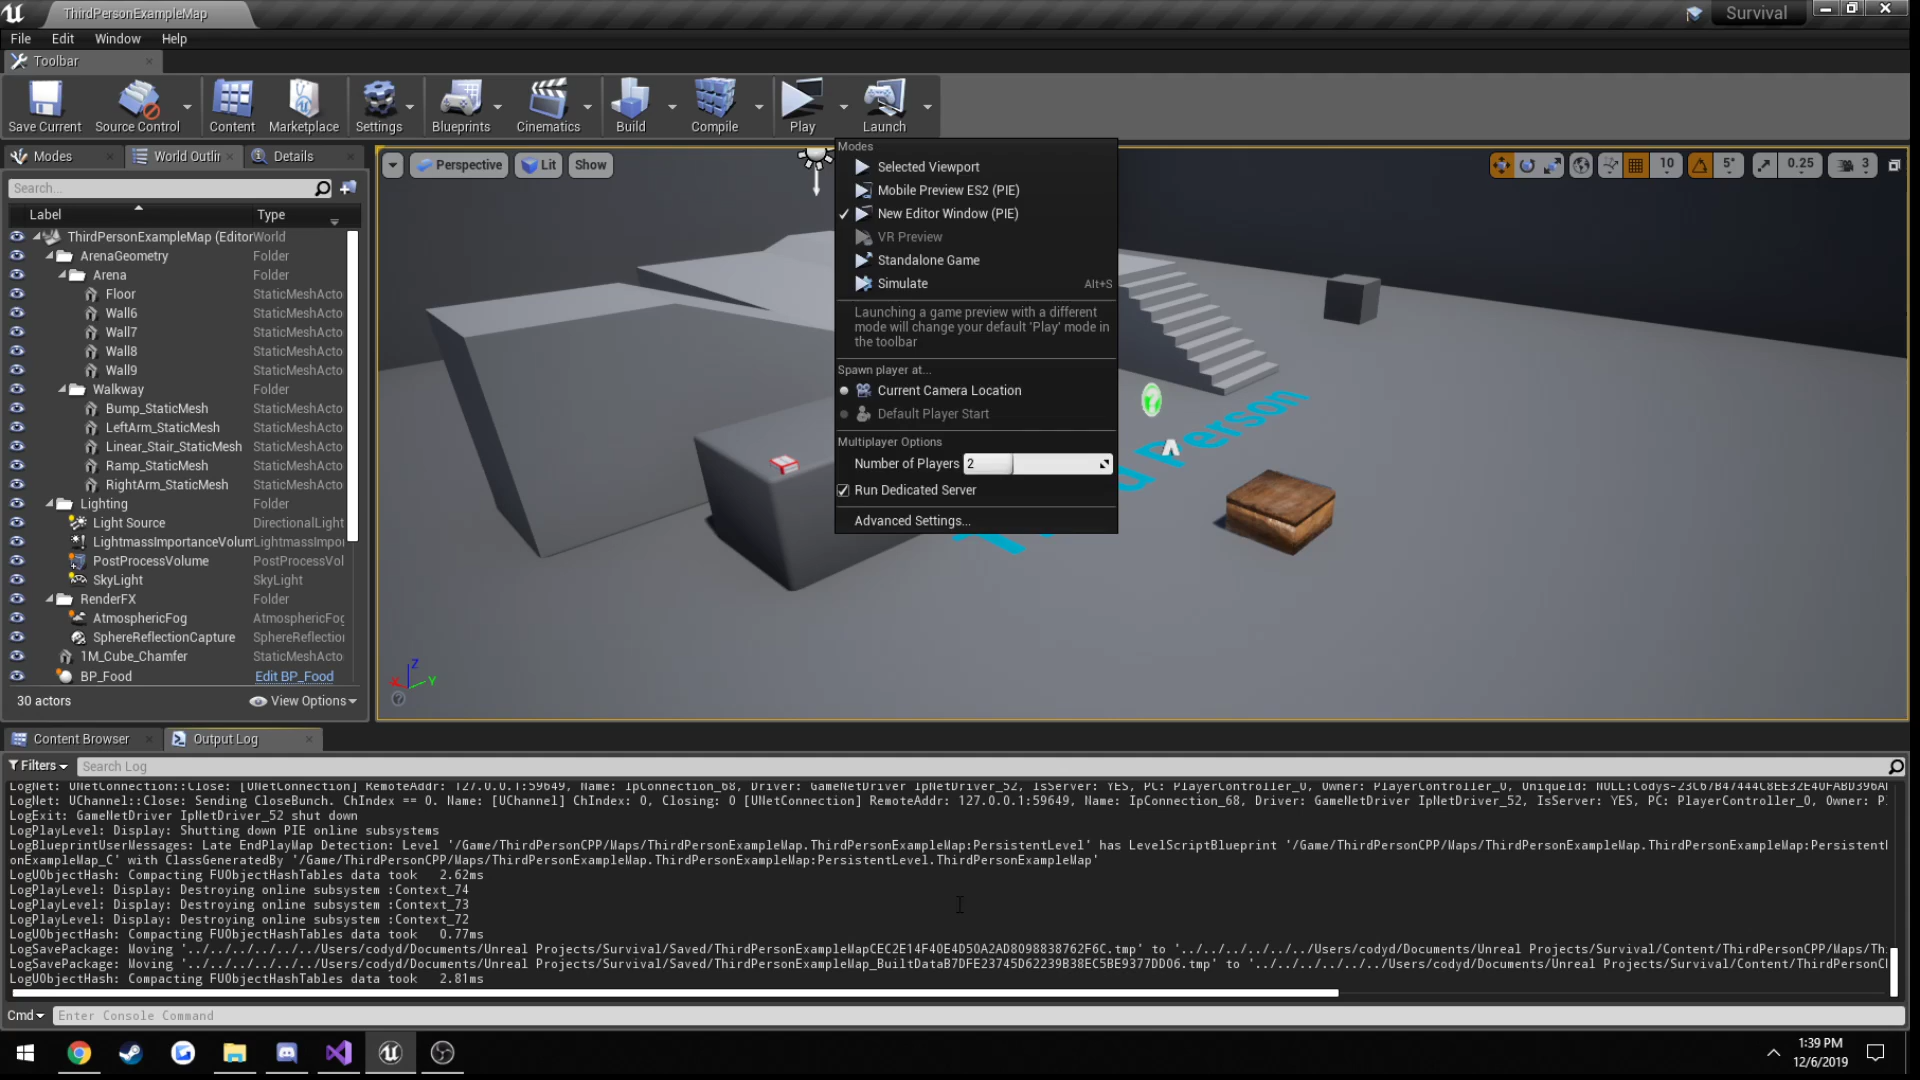 ThirdPersonExampleMap
Survival
File Edit Window Help
Toolbar
Save Current Source Control Content Marketplace Settings Blueprints Cinematics Build Compile Play Launch
Modes World Outlin Details
Perspective Lit Show
10 5° 0.25 3
Search...
Label Type
ThirdPersonExampleMap (Editor World
ArenaGeometry Folder
Arena Folder
Floor StaticMeshActo
Wall6 StaticMeshActo
Wall7 StaticMeshActo
Wall8 StaticMeshActo
Wall9 StaticMeshActo
Walkway Folder
Bump_StaticMesh StaticMeshActo
LeftArm_StaticMesh StaticMeshActo
Linear_Stair_StaticMesh StaticMeshActo
Ramp_StaticMesh StaticMeshActo
RightArm_StaticMesh StaticMeshActo
Lighting Folder
Light Source DirectionalLight
LightmassImportanceVolum LightmassImpor
PostProcessVolume PostProcessVol
SkyLight SkyLight
RenderFX Folder
AtmosphericFog AtmosphericFog
SphereReflectionCapture SphereReflection
1M_Cube_Chamfer StaticMeshActo
BP_Food Edit BP_Food
30 actors View Options
Modes
Selected Viewport
Mobile Preview ES2 (PIE)
New Editor Window (PIE)
VR Preview
Standalone Game
Simulate Alt+S
Launching a game preview with a different
mode will change your default 'Play' mode in
the toolbar
Spawn player at...
Current Camera Location
Default Player Start
Multiplayer Options
Number of Players 2
Run Dedicated Server
Advanced Settings...
Person
Z
X Y
Content Browser Output Log
Filters Search Log
LogNet: UNetConnection::Close: [UNetConnection] RemoteAddr: 127.0.0.1:59649, Name: IpConnection_68, Driver: GameNetDriver IpNetDriver_52, IsServer: YES, PC: PlayerController_0, Owner: PlayerController_0, UniqueId: NULL:Codys-23C67B47444C8EE32E40FABD396A
LogNet: UChannel::Close: Sending CloseBunch. ChIndex == 0. Name: [UChannel] ChIndex: 0, Closing: 0 [UNetConnection] RemoteAddr: 127.0.0.1:59649, Name: IpConnection_68, Driver: GameNetDriver IpNetDriver_52, IsServer: YES, PC: PlayerController_0, Owner: P
LogExit: GameNetDriver IpNetDriver_52 shut down
LogPlayLevel: Display: Shutting down PIE online subsystems
LogBlueprintUserMessages: Late EndPlayMap Detection: Level '/Game/ThirdPersonCPP/Maps/ThirdPersonExampleMap.ThirdPersonExampleMap:PersistentLevel' has LevelScriptBlueprint '/Game/ThirdPersonCPP/Maps/ThirdPersonExampleMap.ThirdPersonExampleMap:Persistent
onExampleMap_C' with ClassGeneratedBy '/Game/ThirdPersonCPP/Maps/ThirdPersonExampleMap.ThirdPersonExampleMap:PersistentLevel.ThirdPersonExampleMap'
LogUObjectHash: Compacting FUObjectHashTables data took 2.62ms
LogPlayLevel: Display: Destroying online subsystem :Context_74
LogPlayLevel: Display: Destroying online subsystem :Context_73
LogPlayLevel: Display: Destroying online subsystem :Context_72
LogUObjectHash: Compacting FUObjectHashTables data took 0.77ms
LogSavePackage: Moving '../../../../../../Users/codyd/Documents/Unreal Projects/Survival/Saved/ThirdPersonExampleMapCEC2E14F40E4D50A2AD8098838762F6C.tmp' to '../../../../../../Users/codyd/Documents/Unreal Projects/Survival/Content/ThirdPersonCPP/Maps/Th
LogSavePackage: Moving '../../../../../../Users/codyd/Documents/Unreal Projects/Survival/Saved/ThirdPersonExampleMap_BuiltDataB7DFE23745D62239B38EC5BE9377DD06.tmp' to '../../../../../../Users/codyd/Documents/Unreal Projects/Survival/Content/ThirdPersonC
LogUObjectHash: Compacting FUObjectHashTables data took 2.81ms
Cmd Enter Console Command
1:39 PM
12/6/2019